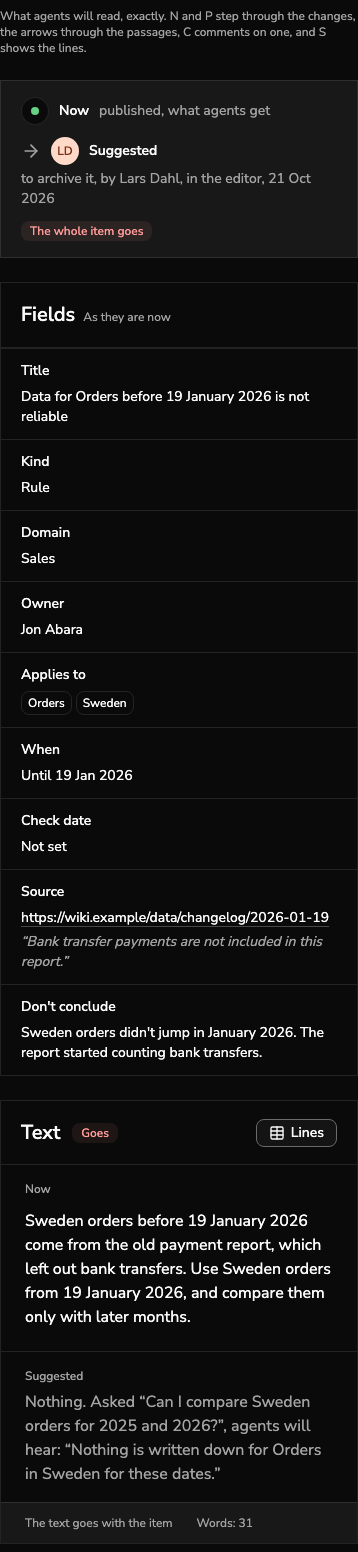 What agents will read, exactly. N and P step through the changes,
the arrows through the passages, C comments on one, and S
shows the lines.
Now published, what agents get
LD Suggested
to archive it, by Lars Dahl, in the editor, 21 Oct
2026
The whole item goes
Fields As they are now
Title
Data for Orders before 19 January 2026 is not
reliable
Kind
Rule
Domain
Sales
Owner
Jon Abara
Applies to
Orders Sweden
When
Until 19 Jan 2026
Check date
Not set
Source
https://wiki.example/data/changelog/2026-01-19
“Bank transfer payments are not included in this
report.”
Don't conclude
Sweden orders didn't jump in January 2026. The
report started counting bank transfers.
Text Goes Lines
Now
Sweden orders before 19 January 2026
come from the old payment report, which
left out bank transfers. Use Sweden orders
from 19 January 2026, and compare them
only with later months.
Suggested
Nothing. Asked “Can I compare Sweden
orders for 2025 and 2026?”, agents will
hear: “Nothing is written down for Orders
in Sweden for these dates.”
The text goes with the item Words: 31